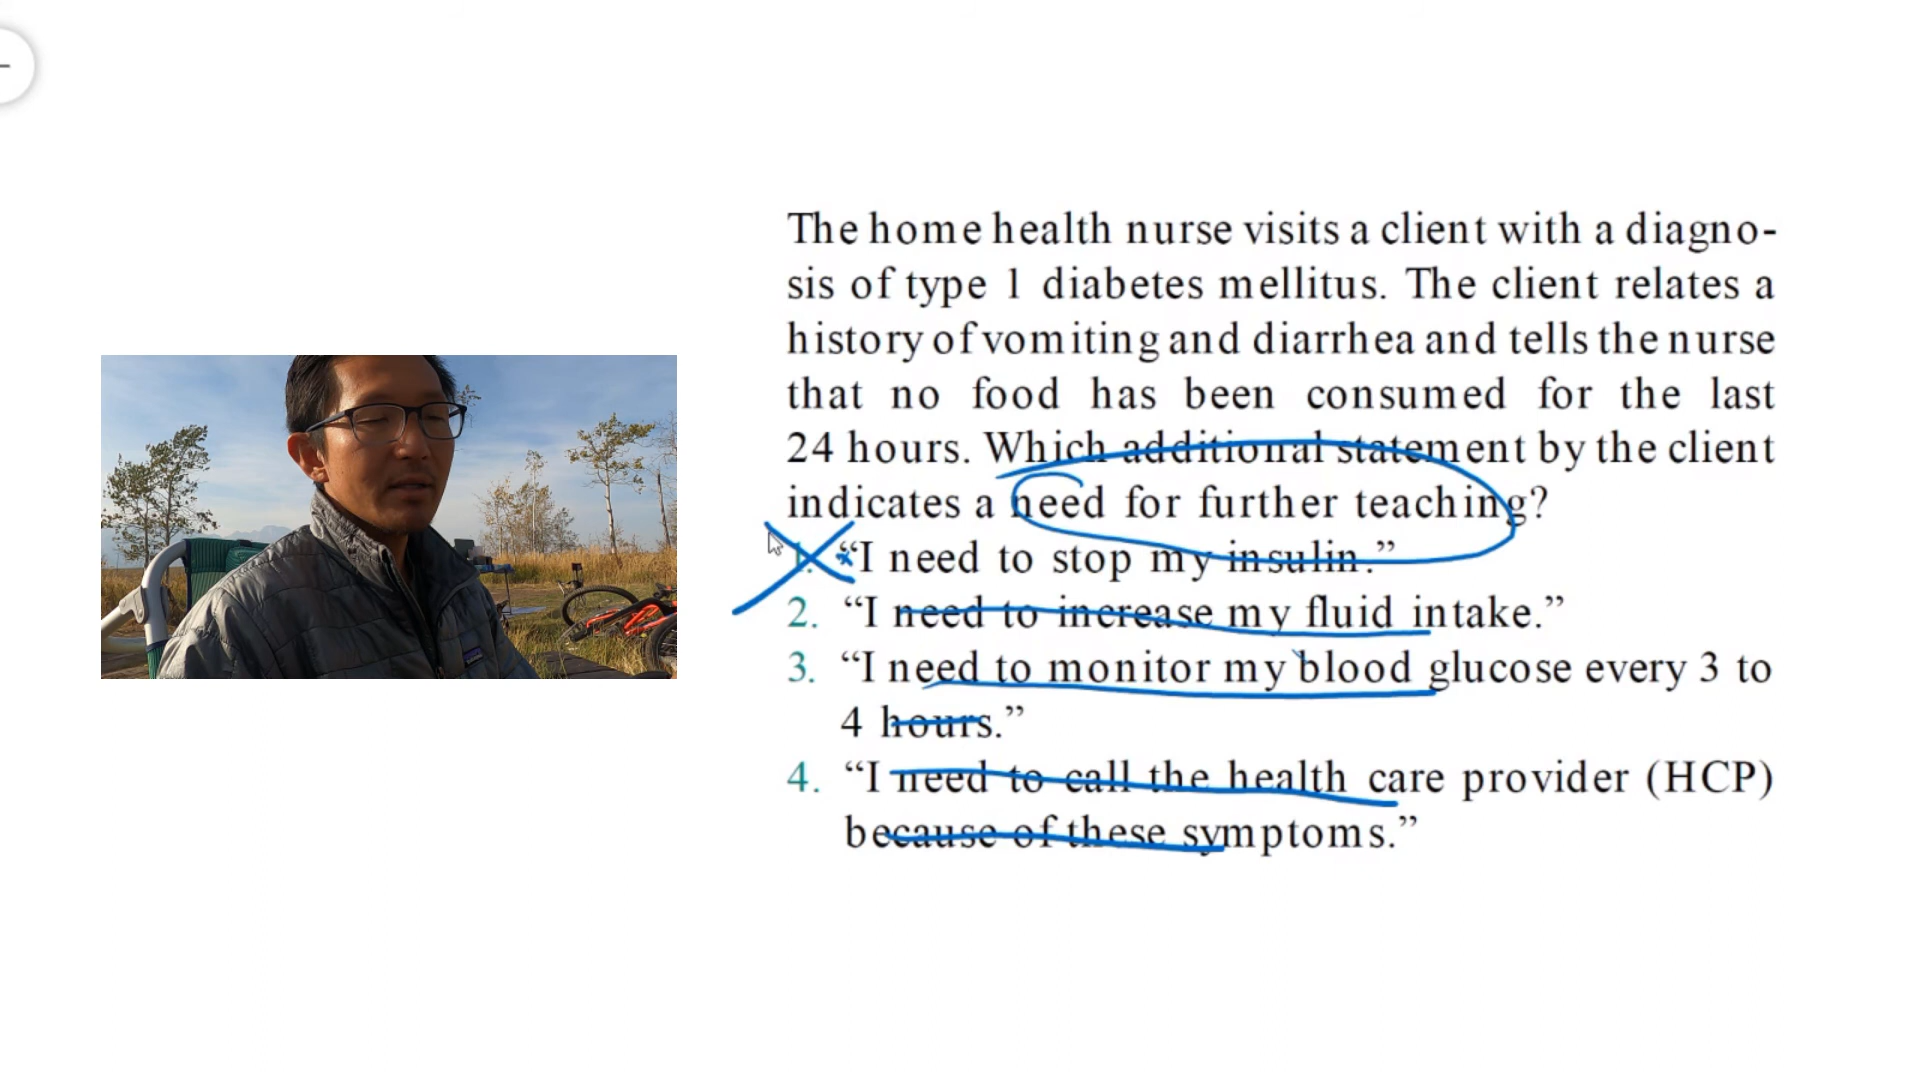 The home health nurse visits a client with a diagno-
sis of type 1 diabetes mellitus. The client relates a
history of vomiting and diarrhea and tells the nurse
that no food has been consumed for the last
24 hours. Which additional statement by the client
indicates a need for further teaching?
1. “I need to stop my insulin.”
2. “I need to increase my fluid intake.”
3. “I need to monitor my blood glucose every 3 to
4 hours.”
4. “I need to call the health care provider (HCP)
because of these symptoms.”